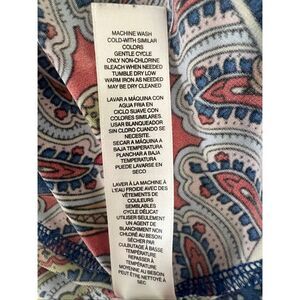 MACHINE WASH
COLD-WITH SIMILAR
COLORS
GENTLE CYCLE
ONLY NON-CHLORINE
BLEACH WHEN NEEDED
TUMBLE DRY LOW
WARM IRON AS NEEDED
MAY BE DRY CLEANED
LAVAR A MÁQUINA CON
AGUA FRIA EN
CICLO SUAVE CON
COLORES SIMILARES.
USAR BLANQUEADOR
SIN CLORO CUANDO SE
NECESITE.
SECAR A MÁQUINA A
BAJA TEMPERATURA
PLANCHAR A BAJA
TEMPERATURA
PUEDE LAVARSE EN
SECO
LAVER À LA MACHINE À
L'EAU FROIDE AVEC DES
VÊTEMENTS DE
COULEURS
SEMBLABLES
CYCLE DÉLICAT
UTILISER SEULEMENT
UN AGENT DE
BLANCHIMENT NON
CHLORÉ AU BESOIN
SÉCHER PAR
CULBUTAGE À BASSE
TEMPÉRATURE
REPASSER À
TEMPÉRATURE
MOYENNE AU BESOIN
PEUT ÊTRE NETTOYÉ À
SEC